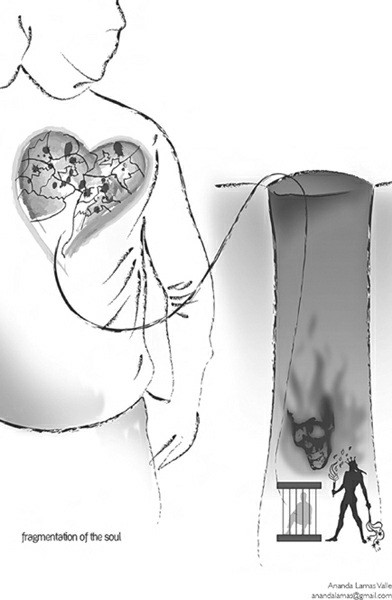 fragmentation of the soul
Ananda Lamas Valle
anandalamas@gmail.com